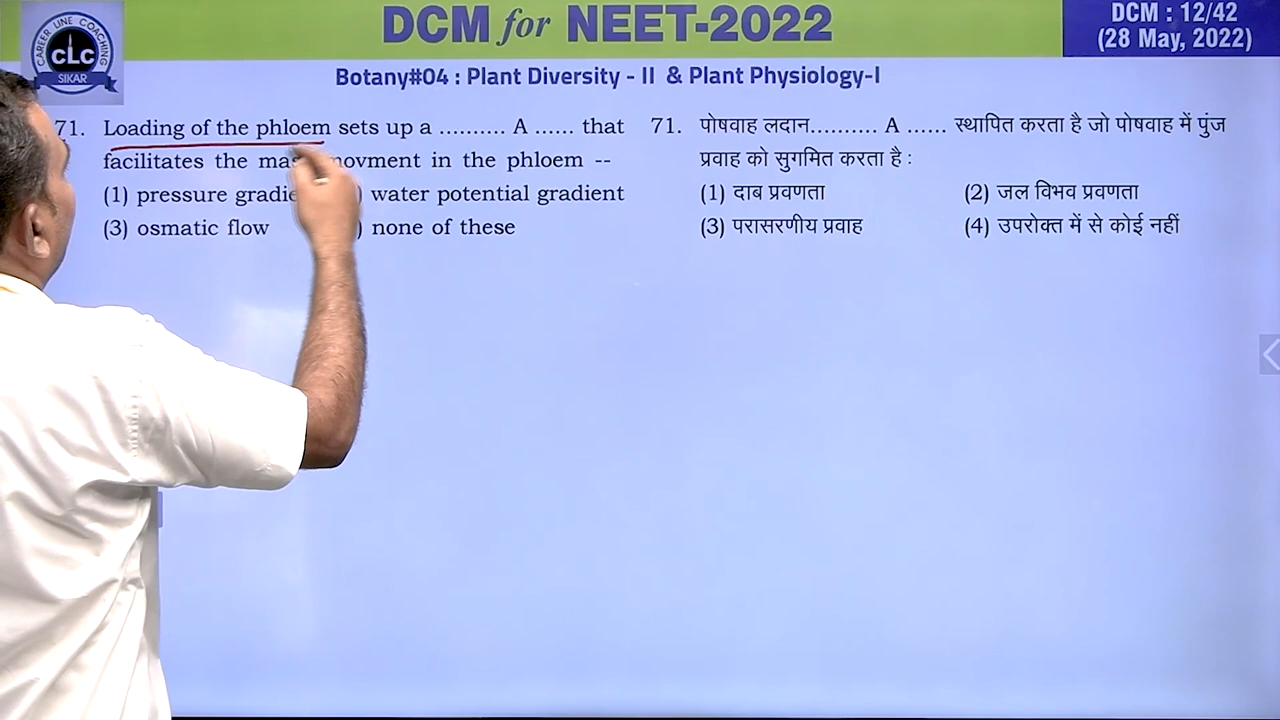 DCM for NEET-2022
DCM : 12/42
(28 May, 2022)
CAREER LINE COACHING
CLC
SIKAR
Botany#04 : Plant Diversity - II & Plant Physiology-I
71. Loading of the phloem sets up a .......... A ...... that
facilitates the in the phloem --
(1) pressure water potential gradient
(3) osmatic flow none of these
71. पोषवाह लदान.......... A ...... स्थापित करता है जो पोषवाह में पुंज
प्रवाह को सुगमित करता है :
(1) दाब प्रवणता (2) जल विभव प्रवणता
(3) परासरणीय प्रवाह (4) उपरोक्त में से कोई नहीं